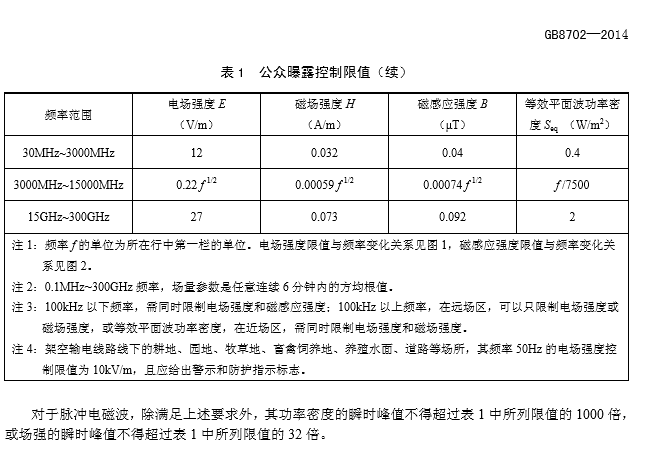 GB8702—2014
表 1 公众曝露控制限值（续）
频率范围 电场强度 E （V/m） 磁场强度 H （A/m） 磁感应强度 B （μT） 等效平面波功率密度 Seq （W/m²）
30MHz~3000MHz 12 0.032 0.04 0.4
3000MHz~15000MHz 0.22 f^1/2 0.00059 f^1/2 0.00074 f^1/2 f/7500
15GHz~300GHz 27 0.073 0.092 2
注 1：频率 f 的单位为所在行中第一栏的单位。电场强度限值与频率变化关系见图 1，磁感应强度限值与频率变化关
系见图 2。
注 2：0.1MHz~300GHz 频率，场量参数是任意连续 6 分钟内的方均根值。
注 3：100kHz 以下频率，需同时限制电场强度和磁感应强度；100kHz 以上频率，在远场区，可以只限制电场强度或
磁场强度，或等效平面波功率密度，在近场区，需同时限制电场强度和磁场强度。
注 4：架空输电线路线下的耕地、园地、牧草地、畜禽饲养地、养殖水面、道路等场所，其频率 50Hz 的电场强度控
制限值为 10kV/m，且应给出警示和防护指示标志。
对于脉冲电磁波，除满足上述要求外，其功率密度的瞬时峰值不得超过表 1 中所列限值的 1000 倍，
或场强的瞬时峰值不得超过表 1 中所列限值的 32 倍。